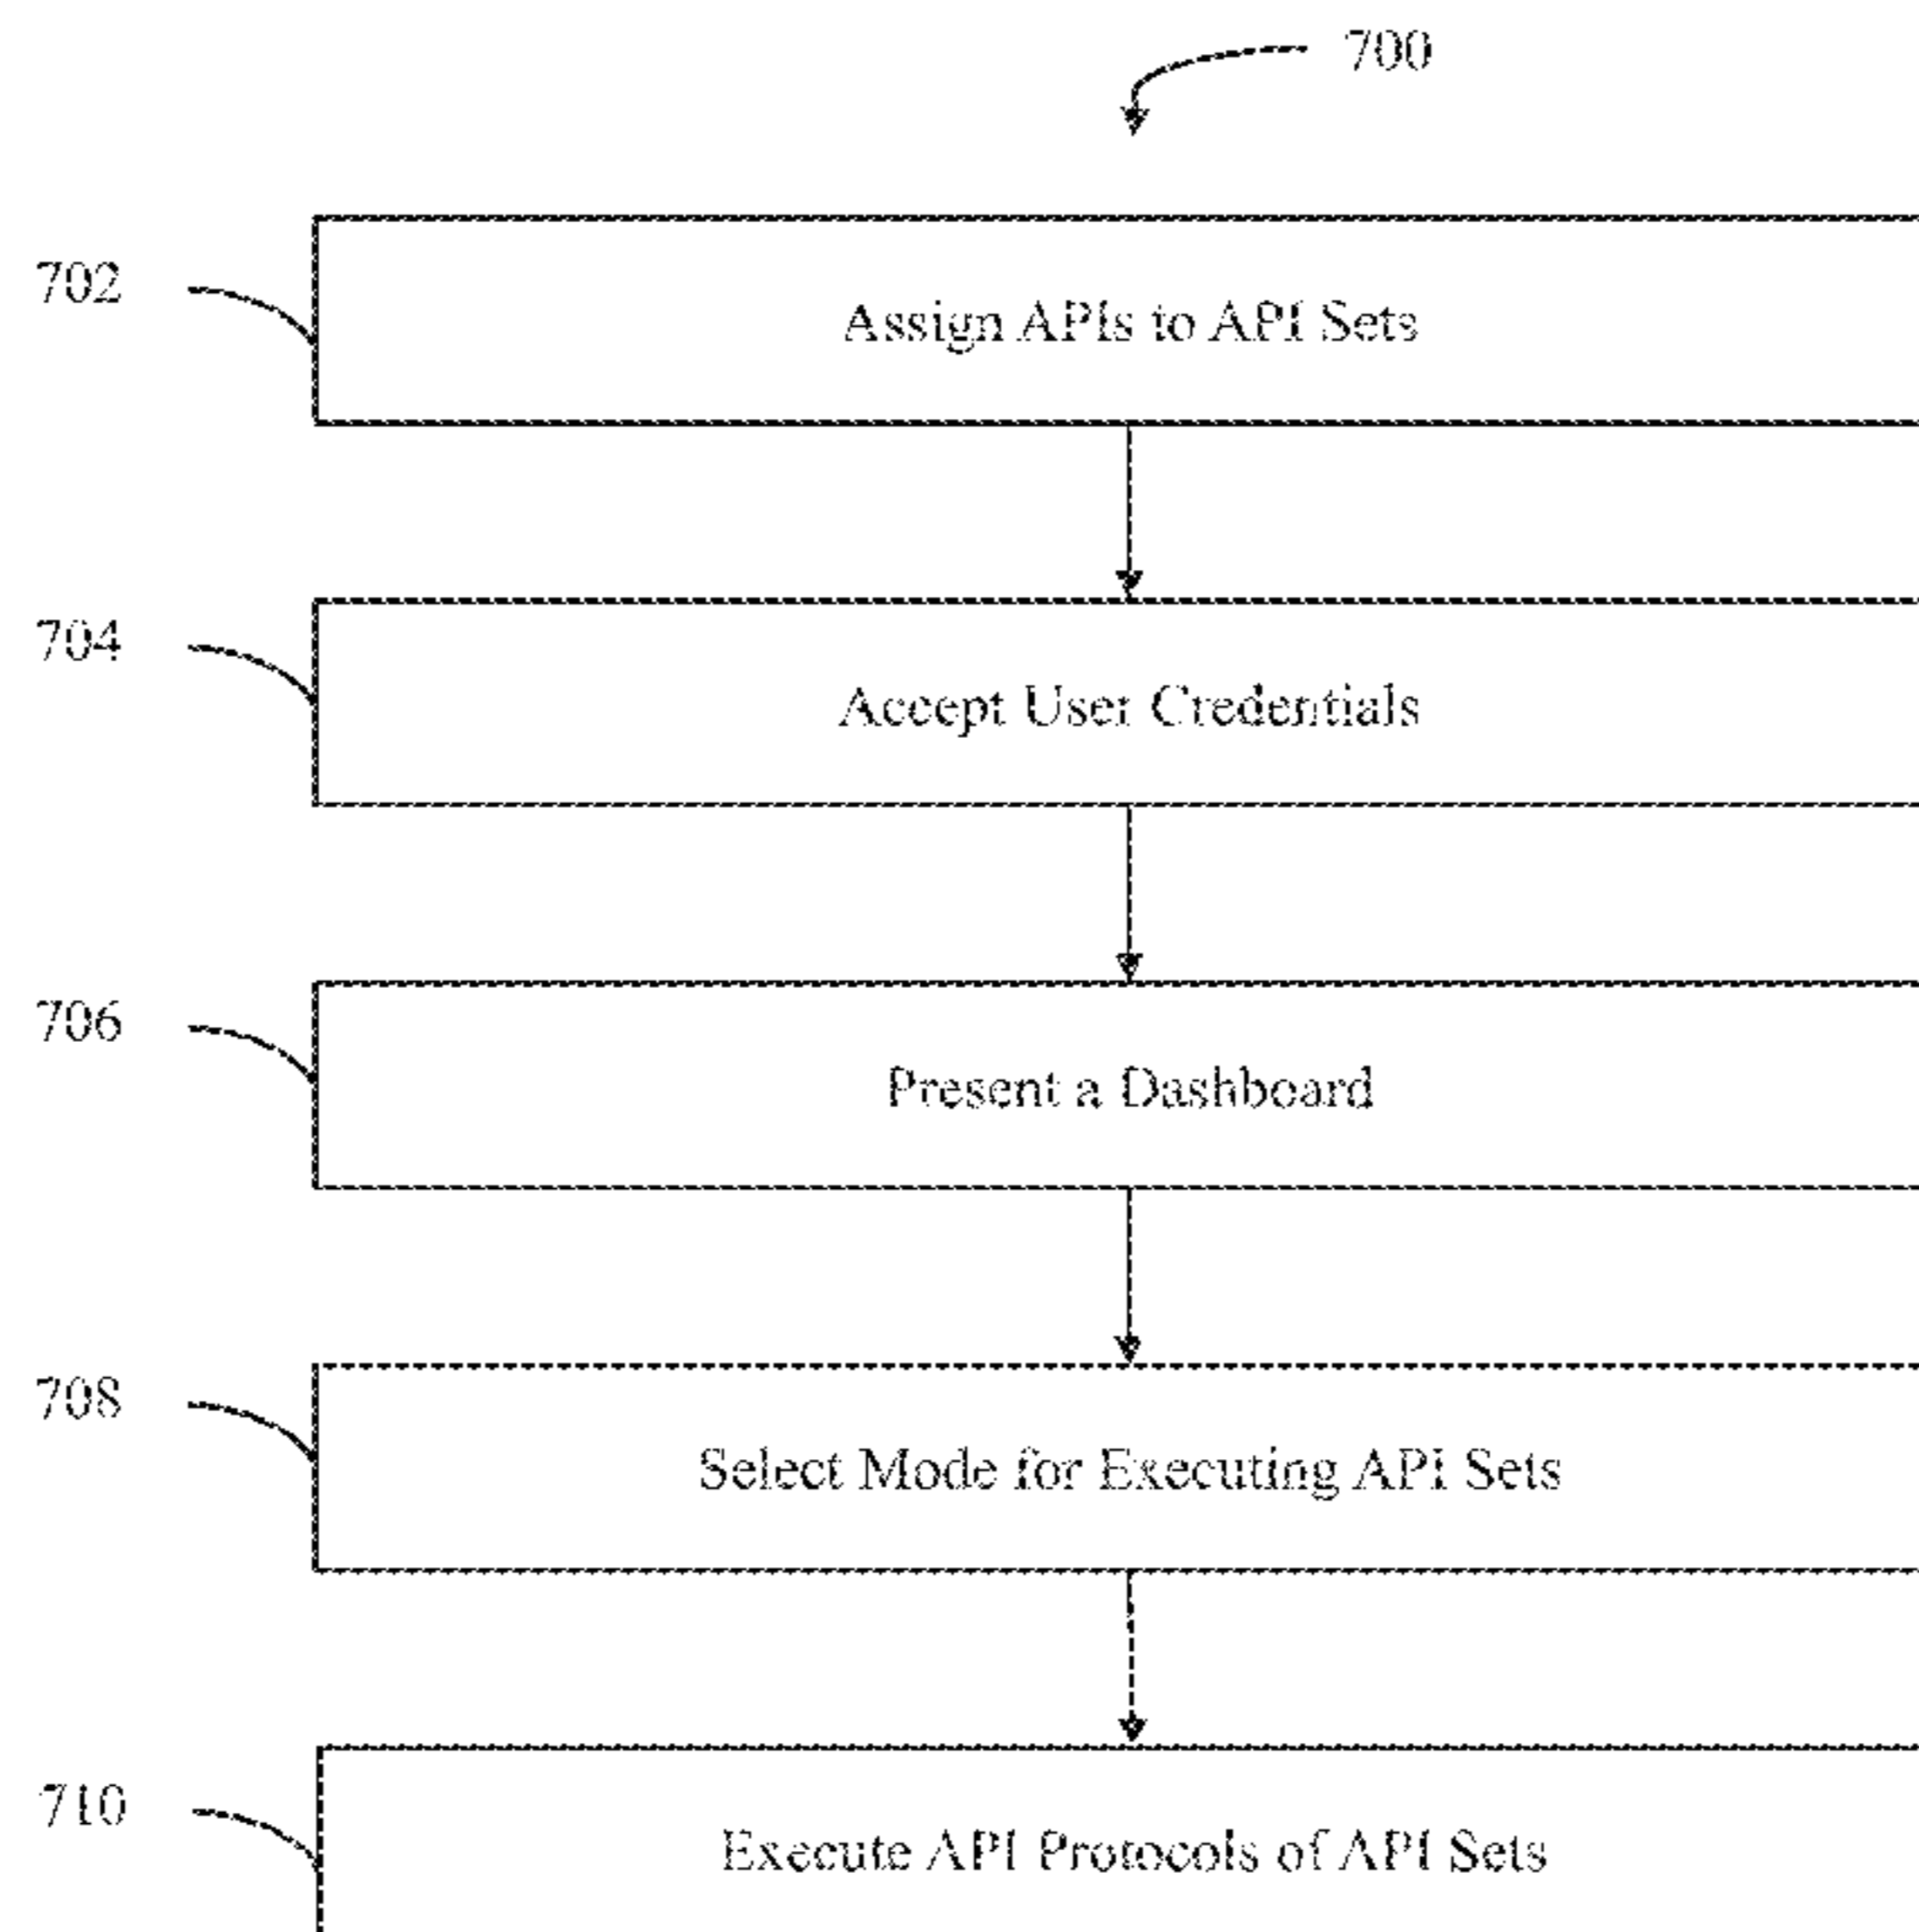 700
702
Assign APIs to API Sets
704
Accept User Credentials
706
Present a Dashboard
708
Select Mode for Executing API Sets
710
Execute API Protocols of API Sets